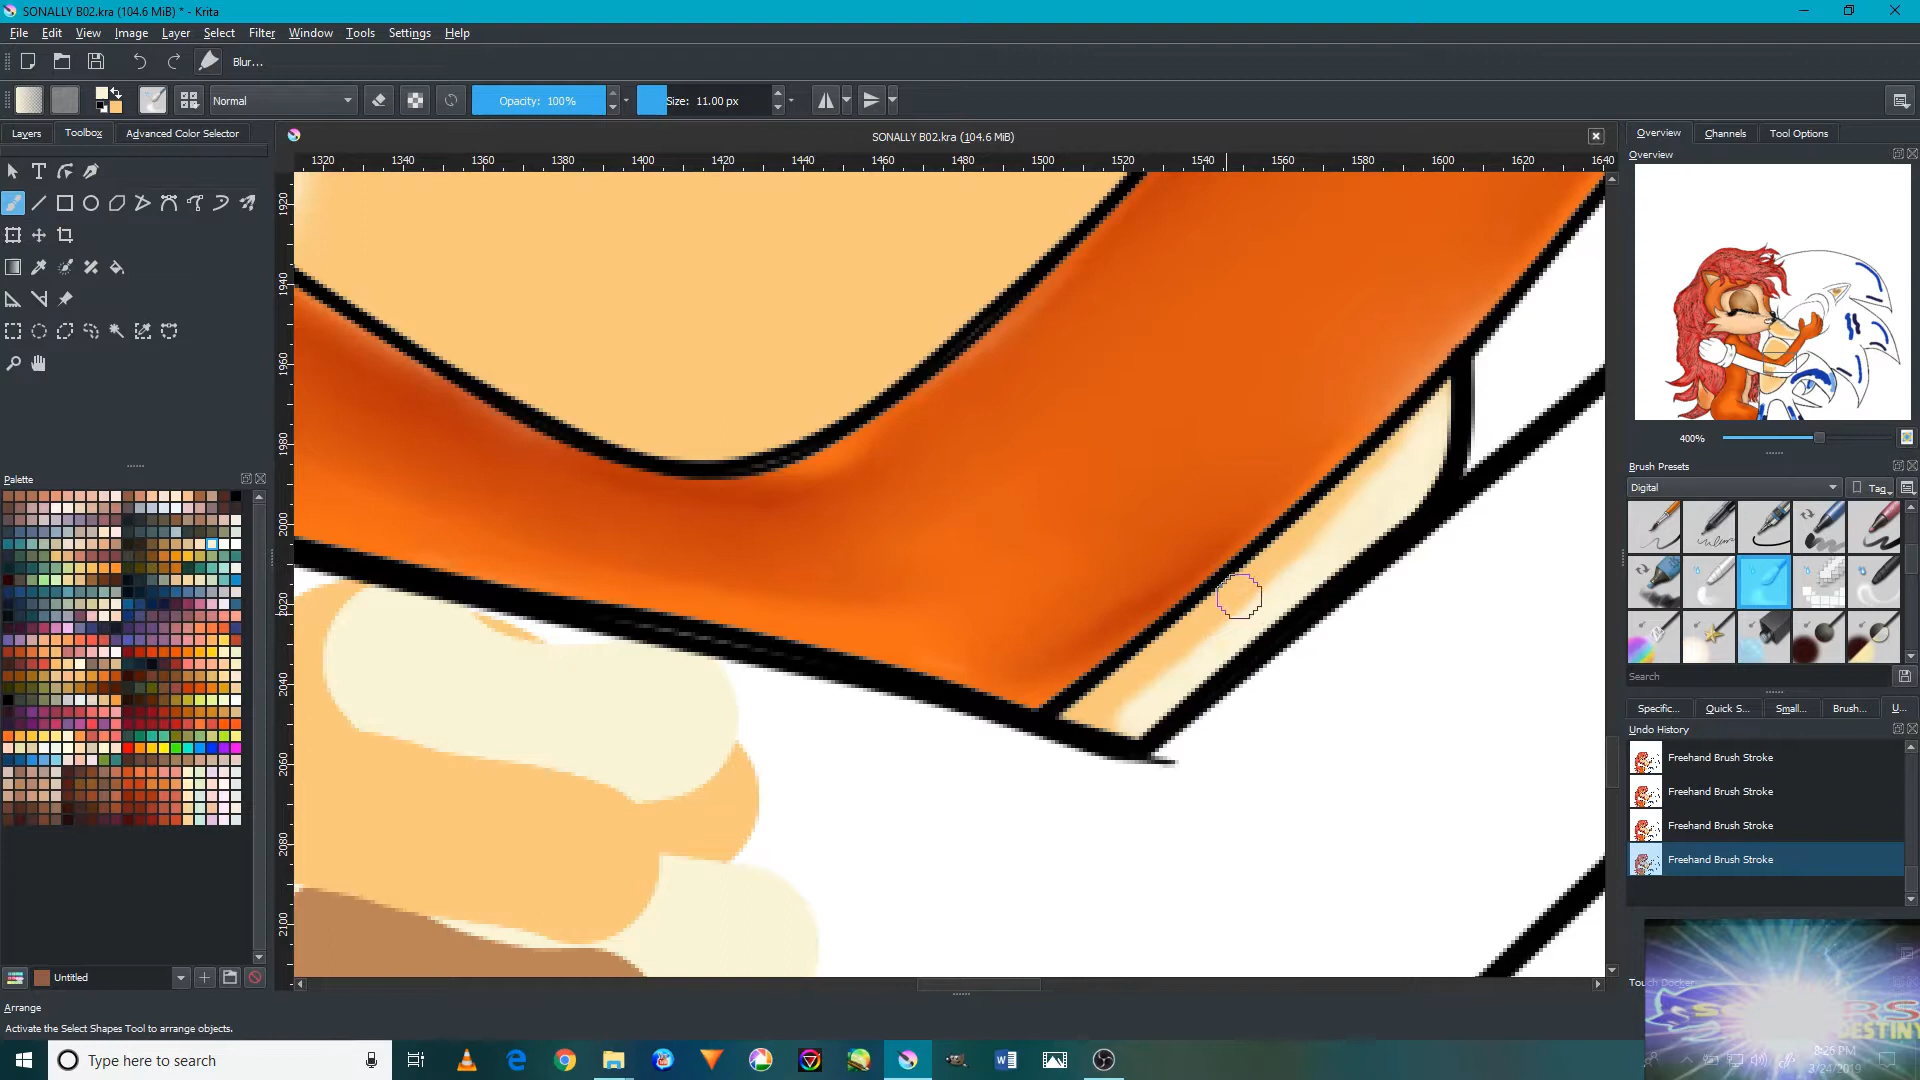 SONALLY B02.kra (104.6 MiB) * - Krita
File Edit View Image Layer Select Filter Window Tools Settings Help
Blur...
Normal Opacity: 100% Size: 11.00 px
Layers Toolbox Advanced Color Selector
SONALLY B02.kra (104.6 MiB)
Overview Channels Tool Options
1320 1340 1360 1380 1400 1420 1440 1460 1480 1500 1520 1540 1560 1580 1600 1620 1640
Overview
1920
1940
1960
1980
2000
2020
2040
2060
2080
2100
400%
Brush Presets
Palette
Digital Tag
Search
Specific... Quick S... Small... Brush... U...
Undo History
Freehand Brush Stroke
Freehand Brush Stroke
Freehand Brush Stroke
Freehand Brush Stroke
Untitled
Touch Docker
Arrange
Activate the Select Shapes Tool to arrange objects.
DESTINY
Type here to search
8:26 PM
3/24/2019